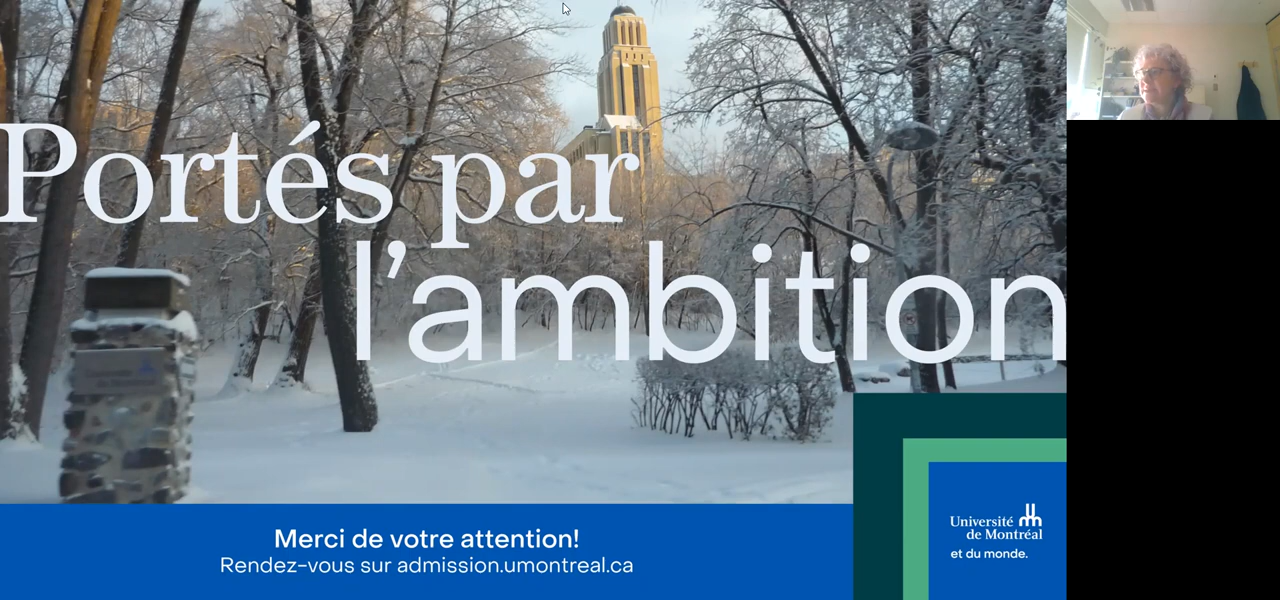 Portés par
l’ambition
Merci de votre attention!
Rendez-vous sur admission.umontreal.ca
Université
de Montréal
et du monde.